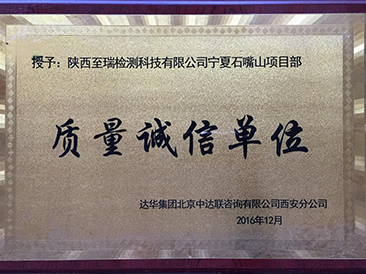 授予：陕西至瑞检测科技有限公司宁夏石嘴山项目部
质量诚信单位
达华集团北京中达联咨询有限公司西安分公司
2016年12月